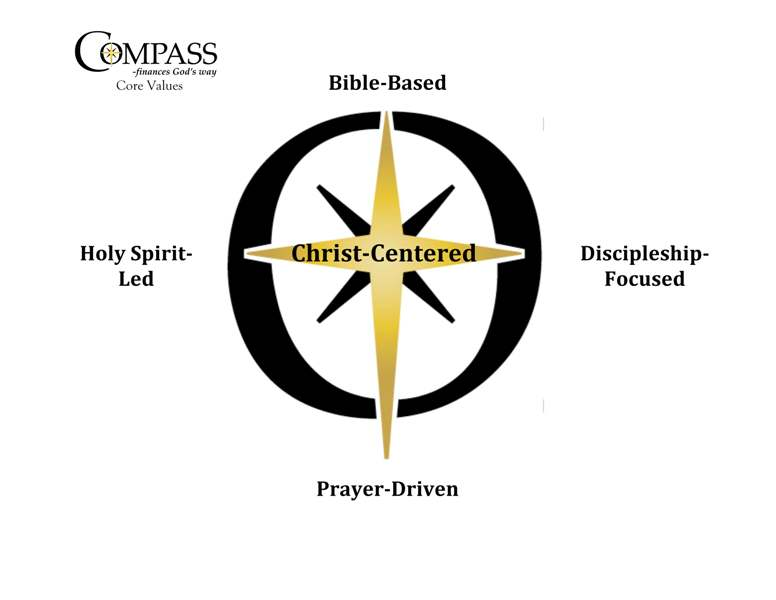 COMPASS
-finances God's way
Core Values
Bible-Based
Holy Spirit-
Led
Christ-Centered
Discipleship-
Focused
Prayer-Driven